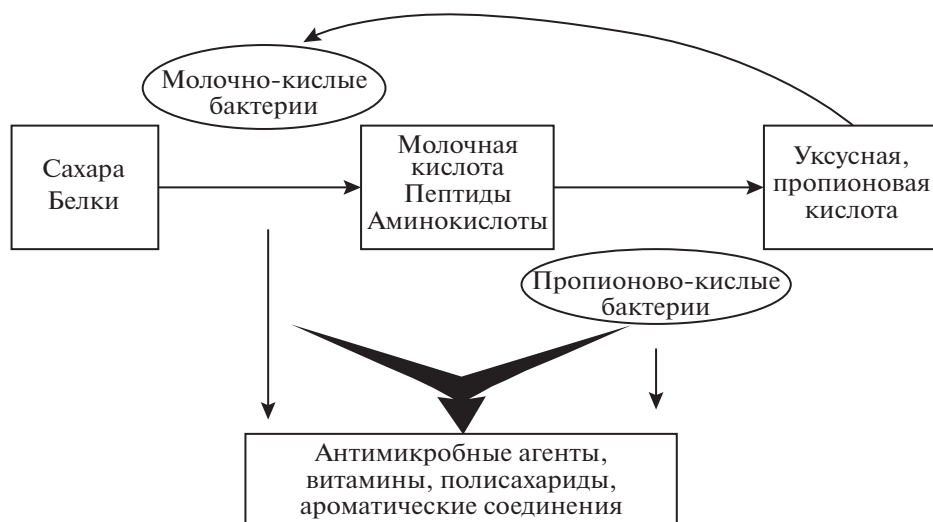 Молочно-кислые
бактерии
Сахара
Белки
Молочная
кислота
Пептиды
Аминокислоты
Уксусная,
пропионовая
кислота
Пропионово-кислые
бактерии
Антимикробные агенты,
витамины, полисахариды,
ароматические соединения